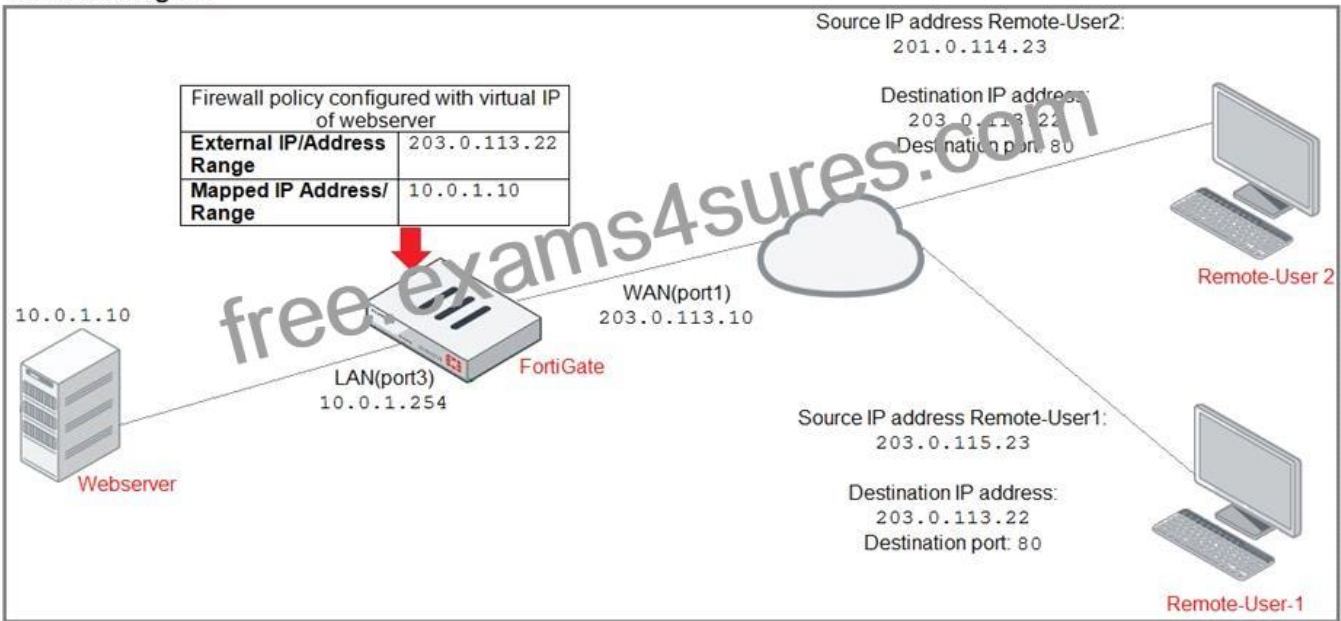 Source IP address Remote-User2:
201.0.114.23
Firewall policy configured with virtual IP
of webserver
External IP/Address
Range
203.0.113.22
Mapped IP Address/
Range
10.0.1.10
Destination IP address:
203.0.113.22
Destination port: 80
free.exams4sures.com
Remote-User 2
WAN(port1)
203.0.113.10
10.0.1.10
FortiGate
LAN(port3)
10.0.1.254
Webserver
Source IP address Remote-User1:
203.0.115.23
Destination IP address:
203.0.113.22
Destination port: 80
Remote-User-1